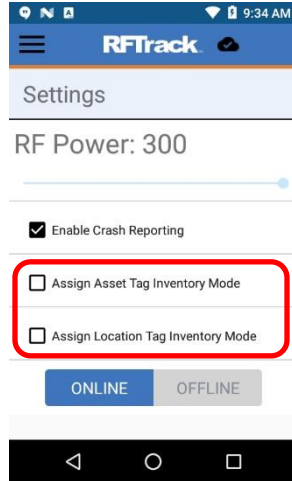 9:34 AM
RFTrack.
Settings
RF Power: 300
Enable Crash Reporting
Assign Asset Tag Inventory Mode
Assign Location Tag Inventory Mode
ONLINE OFFLINE